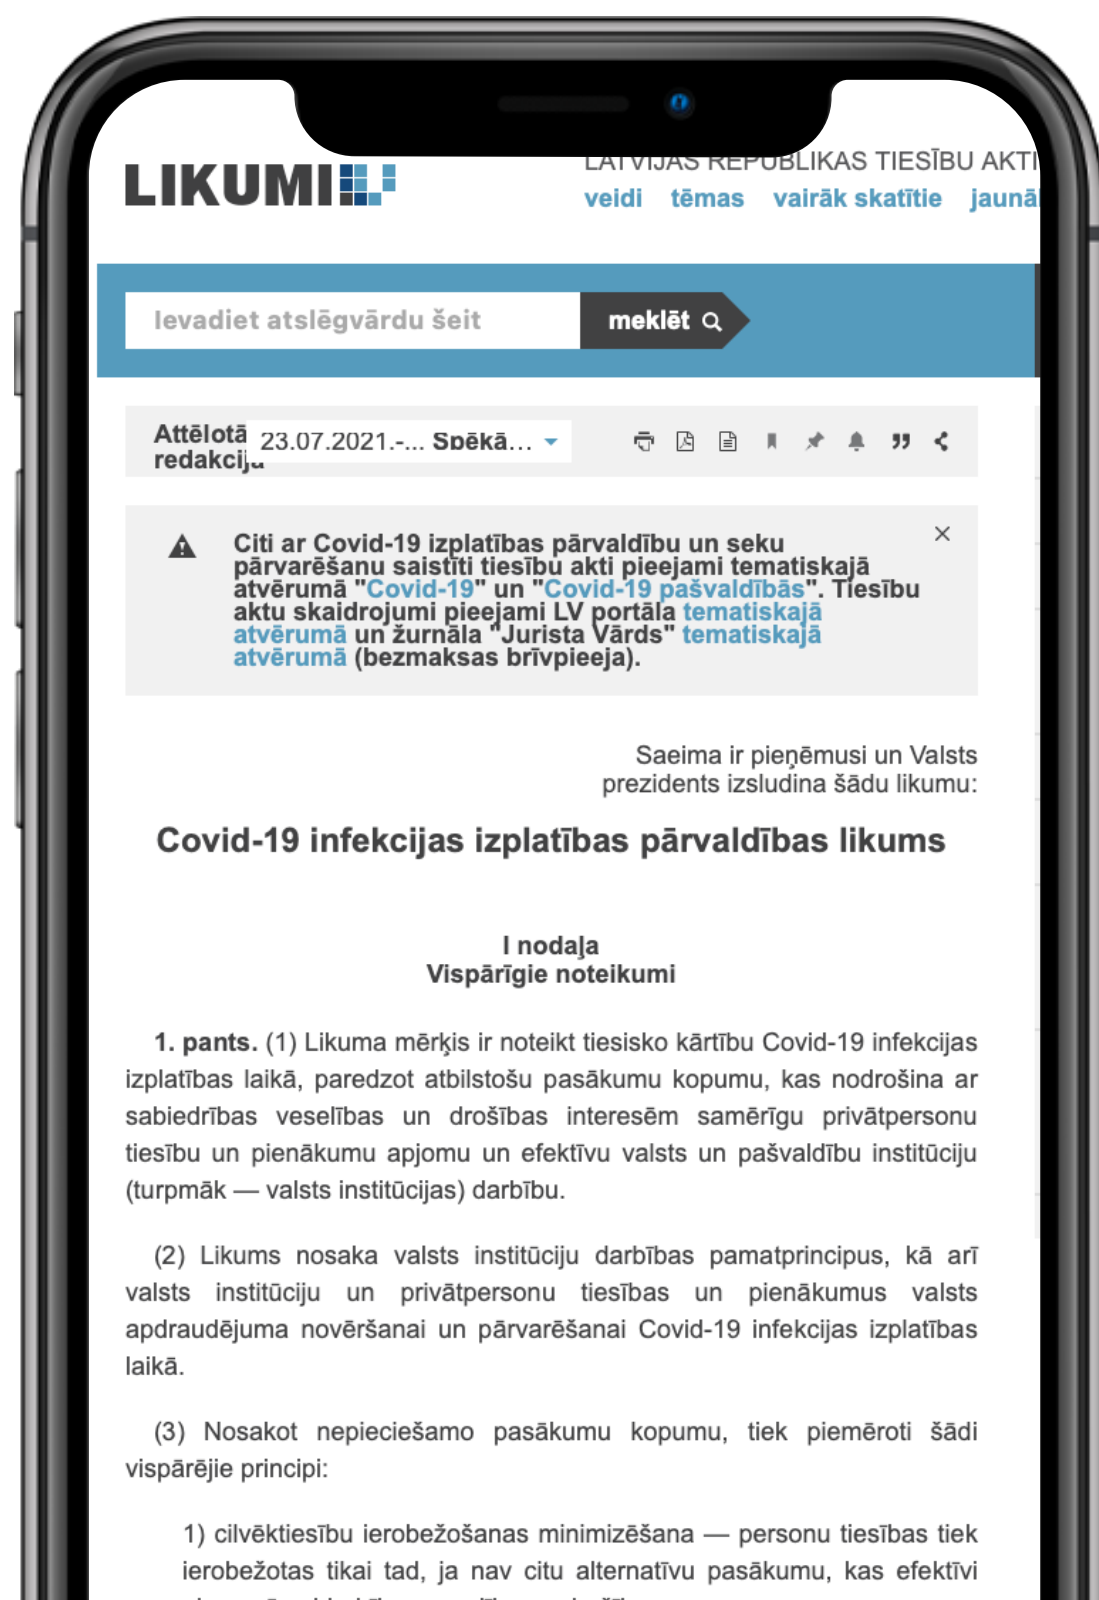 LIKUMI
LATVIJAS REPUBLIKAS TIESĪBU AKTI
veidi tēmas vairāk skatītie
Ievadiet atslēgvārdu šeit
meklēt
Attēlotā
redakcija
23.07.2021.-... Spēkā...
Citi ar Covid-19 izplatības pārvaldību un seku
pārvarēšanu saistīti tiesību akti pieejami tematiskajā
atvērumā "Covid-19" un "Covid-19 pašvaldībās". Tiesību
aktu skaidrojumi pieejami LV portāla tematiskajā
atvērumā un žurnāla "Jurista Vārds" tematiskajā
atvērumā (bezmaksas brīvpieeja).
Saeima ir pieņēmusi un Valsts
prezidents izsludina šādu likumu:
Covid-19 infekcijas izplatības pārvaldības likums
I nodaļa
Vispārīgie noteikumi
1. pants. (1) Likuma mērķis ir noteikt tiesisko kārtību Covid-19 infekcijas
izplatības laikā, paredzot atbilstošu pasākumu kopumu, kas nodrošina ar
sabiedrības veselības un drošības interesēm samērīgu privātpersonu
tiesību un pienākumu apjomu un efektīvu valsts un pašvaldību institūciju
(turpmāk — valsts institūcijas) darbību.
(2) Likums nosaka valsts institūciju darbības pamatprincipus, kā arī
valsts institūciju un privātpersonu tiesības un pienākumus valsts
apdraudējuma novēršanai un pārvarēšanai Covid-19 infekcijas izplatības
laikā.
(3) Nosakot nepieciešamo pasākumu kopumu, tiek piemēroti šādi
vispārējie principi:
1) cilvēktiesību ierobežošanas minimizēšana — personu tiesības tiek
ierobežotas tikai tad, ja nav citu alternatīvu pasākumu, kas efektīvi